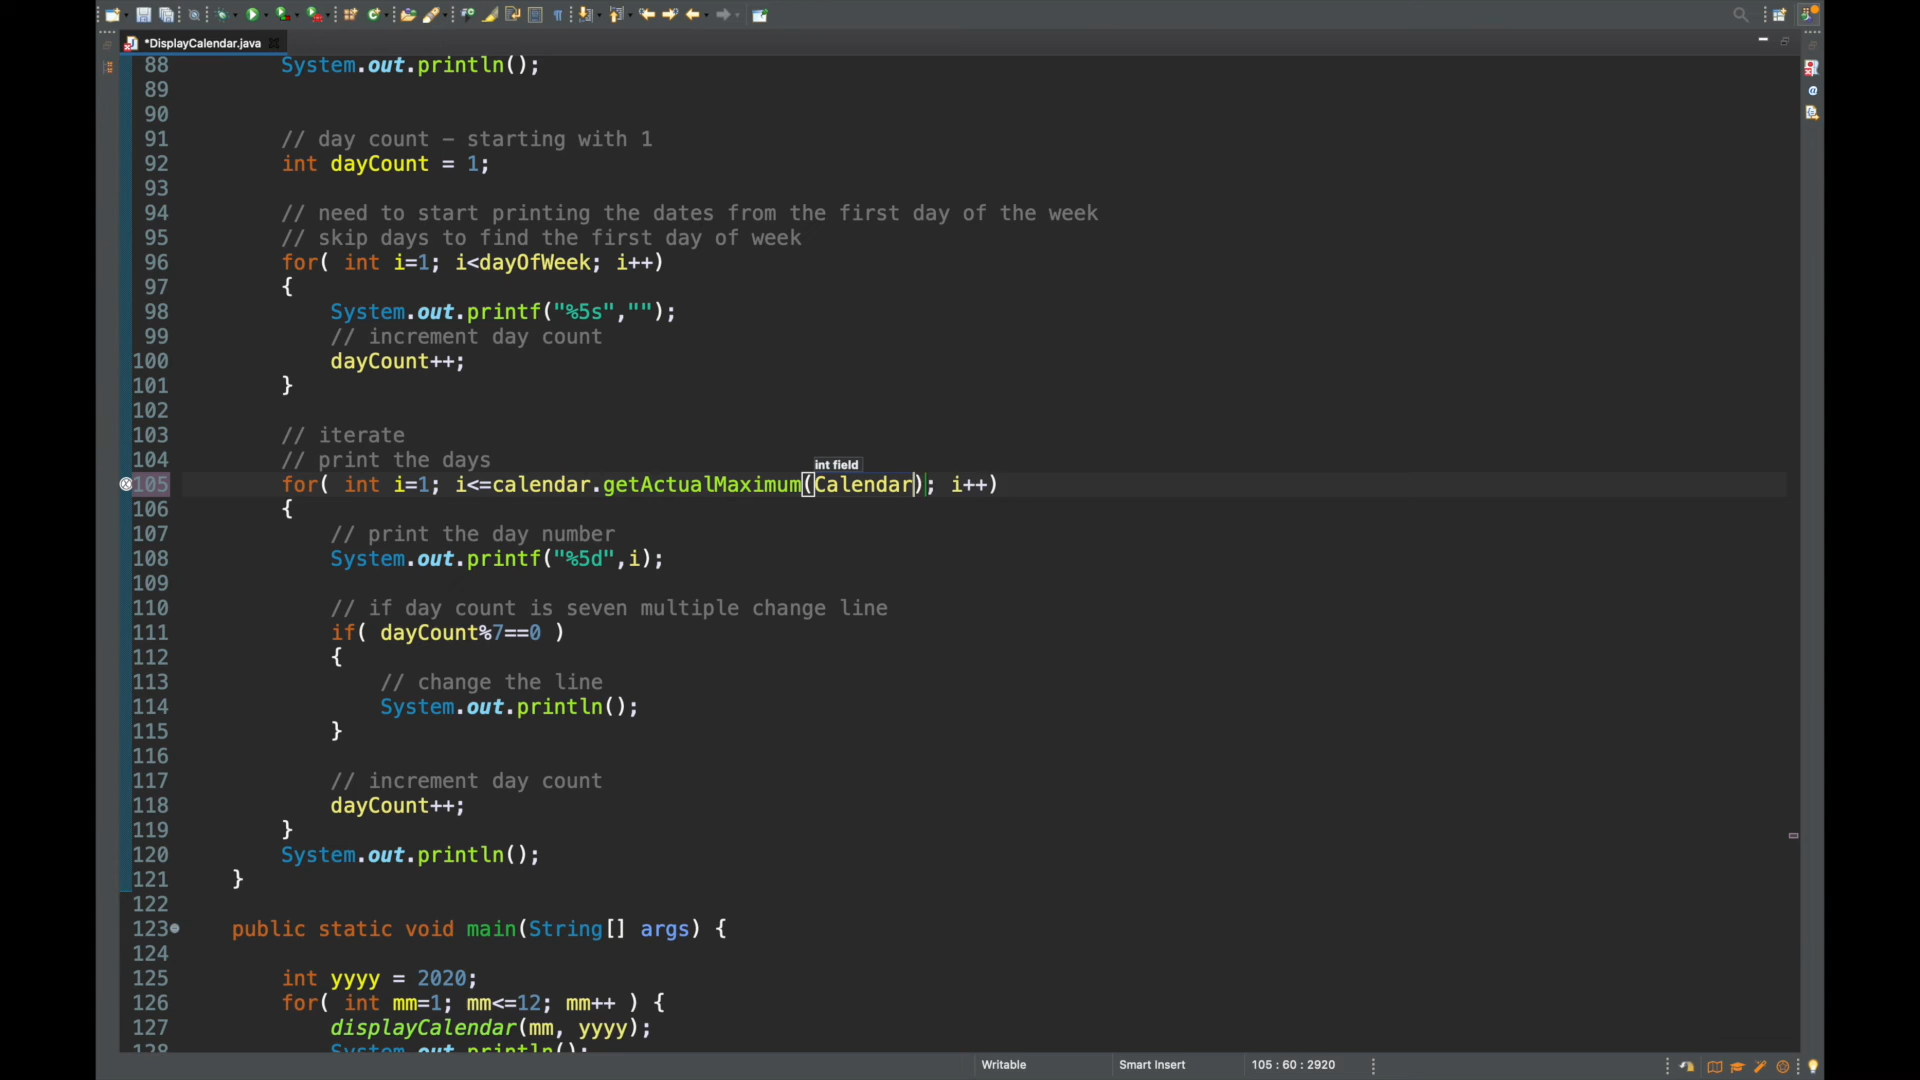 *DisplayCalendar.java
88 System.out.println();
89
90
91 // day count – starting with 1
92 int dayCount = 1;
93
94 // need to start printing the dates from the first day of the week
95 // skip days to find the first day of week
96 for( int i=1; i<dayOfWeek; i++)
97 {
98 System.out.printf("%5s","");
99 // increment day count
100 dayCount++;
101 }
102
103 // iterate
104 // print the days
int field
105 for( int i=1; i<=calendar.getActualMaximum(Calendar); i++)
106 {
107 // print the day number
108 System.out.printf("%5d",i);
109
110 // if day count is seven multiple change line
111 if( dayCount%7==0 )
112 {
113 // change the line
114 System.out.println();
115 }
116
117 // increment day count
118 dayCount++;
119 }
120 System.out.println();
121 }
122
123 public static void main(String[] args) {
124
125 int yyyy = 2020;
126 for( int mm=1; mm<=12; mm++ ) {
127 displayCalendar(mm, yyyy);
128 System.out.println();
Writable Smart Insert 105 : 60 : 2920